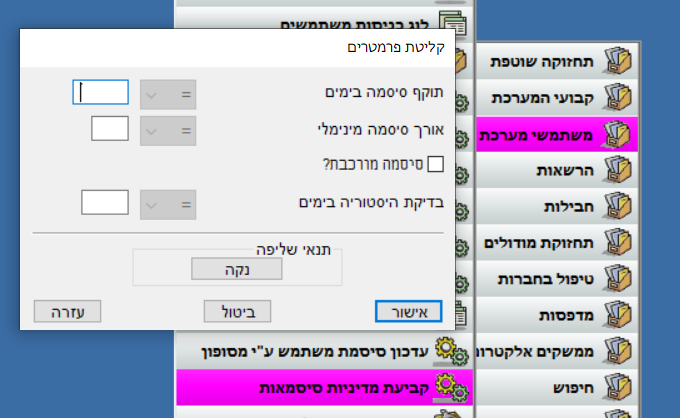 לוג כניסות משתמשים
קליטת פרמטרים
תוקף סיסמה בימים
=
אורך סיסמה מינימלי
=
סיסמה מורכבת?
בדיקת היסטוריה בימים
=
תנאי שליפה
נקה
אישור
ביטול
עזרה
עדכון סיסמת משתמש ע"י מסופון
קביעת מדיניות סיסמאות
תחזוקה שוטפת
קבועי המערכת
משתמשי מערכת
הרשאות
חבילות
תחזוקת מודולים
טיפול בחברות
מדפסות
ממשקים אלקטרונ
חיפוש